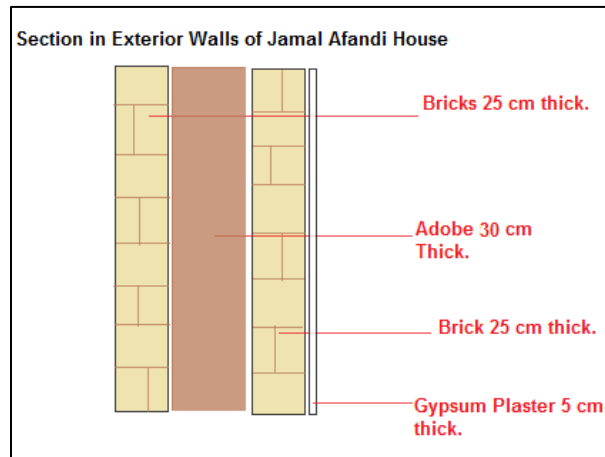 Section in Exterior Walls of Jamal Afandi House
Bricks 25 cm thick.
Adobe 30 cm
Thick.
Brick 25 cm thick.
Gypsum Plaster 5 cm
thick.